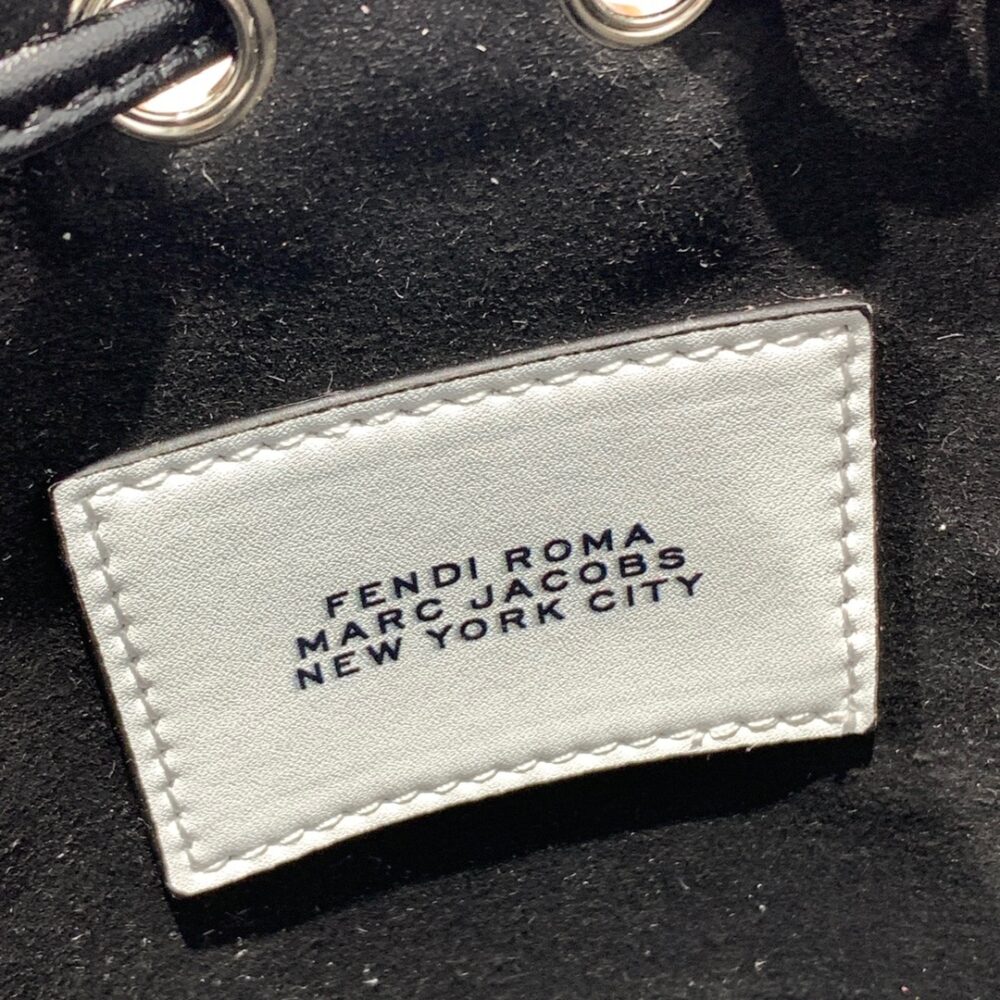 FENDI ROMA
MARC JACOBS
NEW YORK CITY